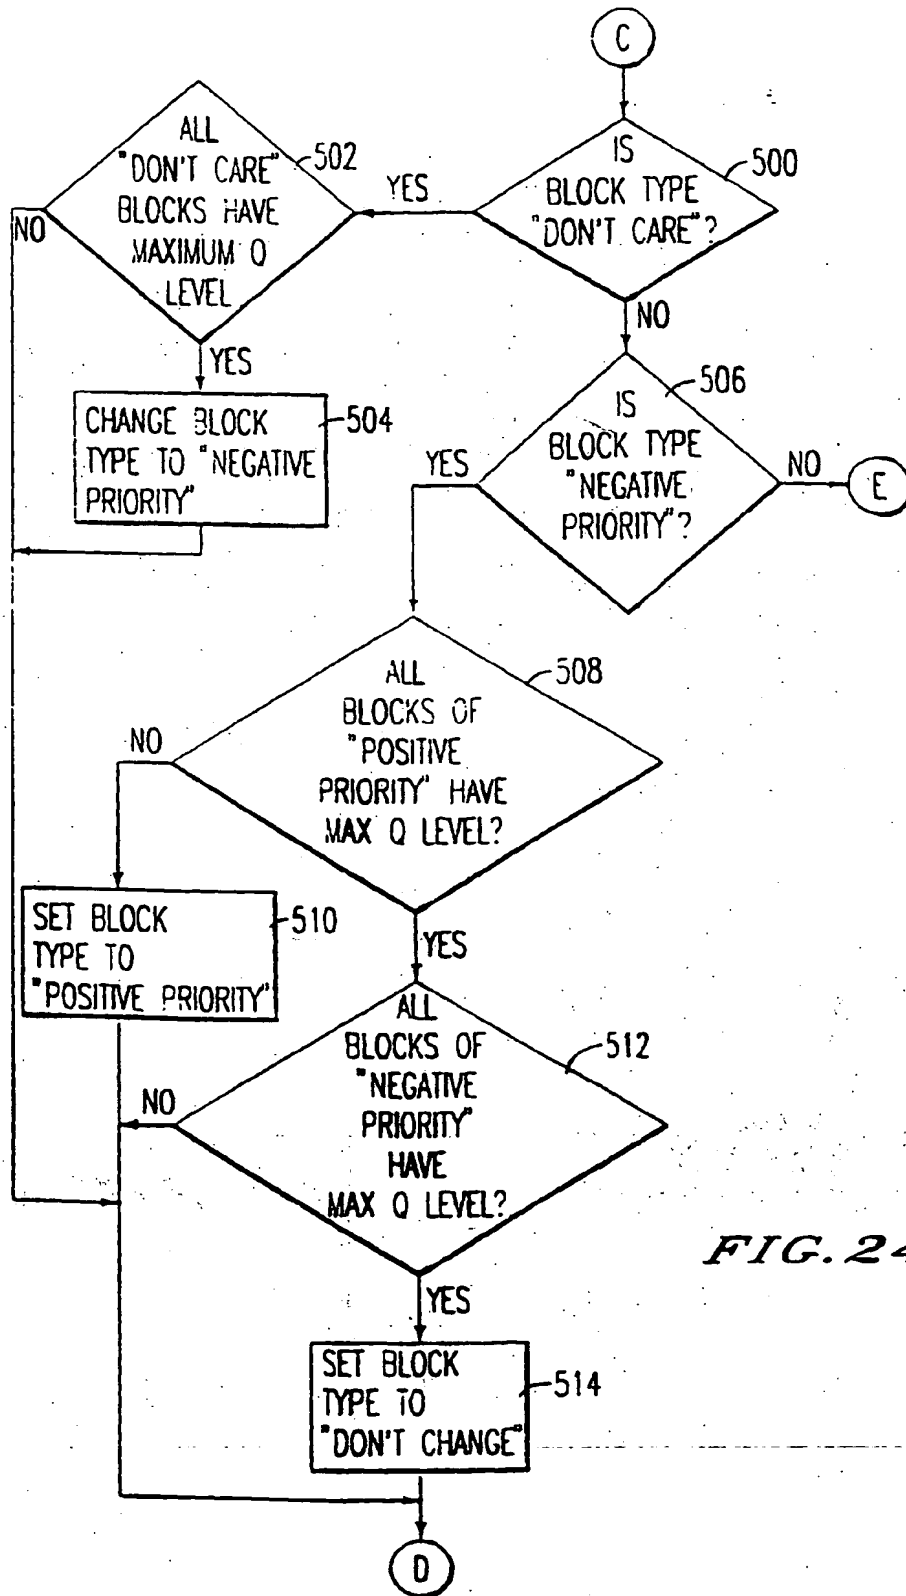 C
IS
BLOCK TYPE
"DON'T CARE"?
500
YES
NO
ALL
"DON'T CARE"
BLOCKS HAVE
MAXIMUM Q
LEVEL
502
NO
YES
CHANGE BLOCK
TYPE TO "NEGATIVE
PRIORITY"
504
IS
BLOCK TYPE
"NEGATIVE
PRIORITY"?
506
YES
NO
E
ALL
BLOCKS OF
"POSITIVE
PRIORITY" HAVE
MAX Q LEVEL?
508
NO
YES
SET BLOCK
TYPE TO
"POSITIVE PRIORITY"
510
ALL
BLOCKS OF
"NEGATIVE
PRIORITY"
HAVE
MAX Q LEVEL?
512
NO
YES
SET BLOCK
TYPE TO
"DON'T CHANGE"
514
D
FIG. 24